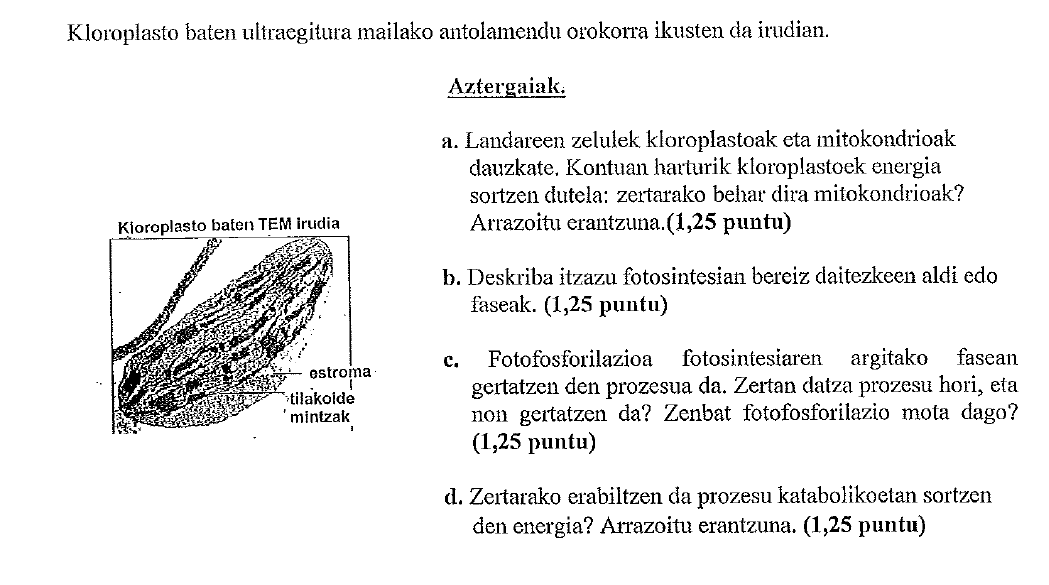 Kloroplasto baten ultraegitura mailako antolamendu orokorra ikusten da irudian.
Aztergaiak.
a. Landareen zelulek kloroplastoak eta mitokondrioak
dauzkate. Kontuan harturik kloroplastoek energia
sortzen dutela: zertarako behar dira mitokondrioak?
Arrazoitu erantzuna.(1,25 puntu)
Kloroplasto baten TEM irudia
estroma
tilakoide
mintzak
b. Deskriba itzazu fotosintesian bereiz daitezkeen aldi edo
faseak. (1,25 puntu)
c. Fotofosforilazioa fotosintesiaren argitako fasean
gertatzen den prozesua da. Zertan datza prozesu hori, eta
non gertatzen da? Zenbat fotofosforilazio mota dago?
(1,25 puntu)
d. Zertarako erabiltzen da prozesu katabolikoetan sortzen
den energia? Arrazoitu erantzuna. (1,25 puntu)